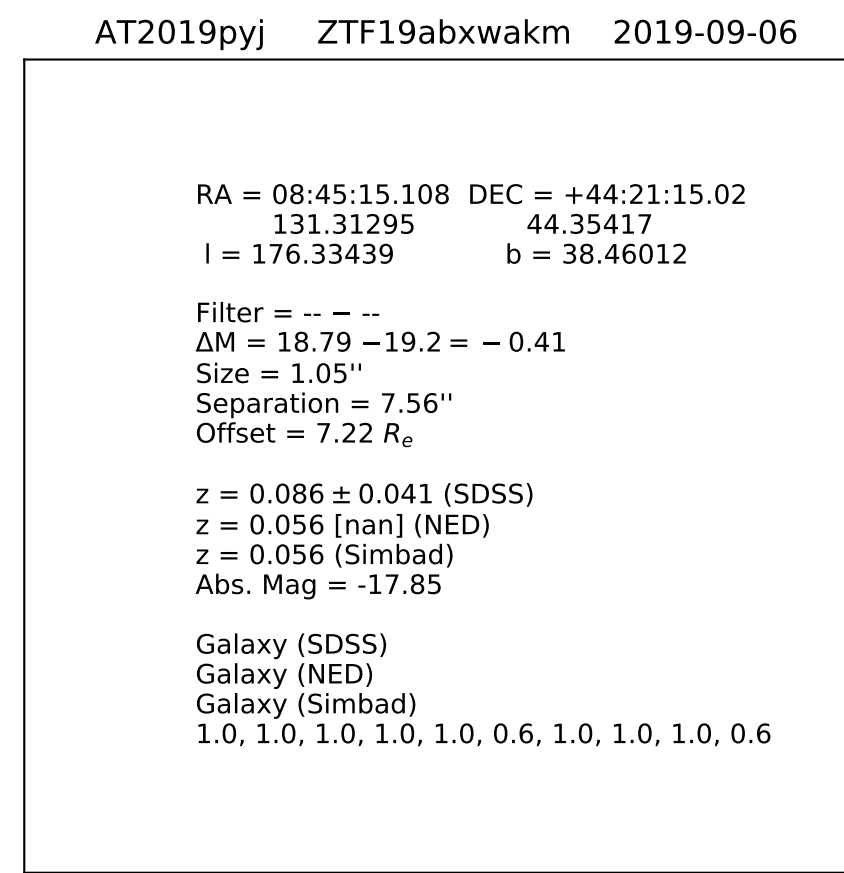 AT2019pyj ZTF19abxwakm 2019-09-06
RA = 08:45:15.108 DEC = +44:21:15.02
131.31295 44.35417
l = 176.33439 b = 38.46012
Filter = -- − --
ΔM = 18.79 −19.2 = − 0.41
Size = 1.05''
Separation = 7.56''
Offset = 7.22 Rₑ
z = 0.086 ± 0.041 (SDSS)
z = 0.056 [nan] (NED)
z = 0.056 (Simbad)
Abs. Mag = -17.85
Galaxy (SDSS)
Galaxy (NED)
Galaxy (Simbad)
1.0, 1.0, 1.0, 1.0, 1.0, 0.6, 1.0, 1.0, 1.0, 0.6